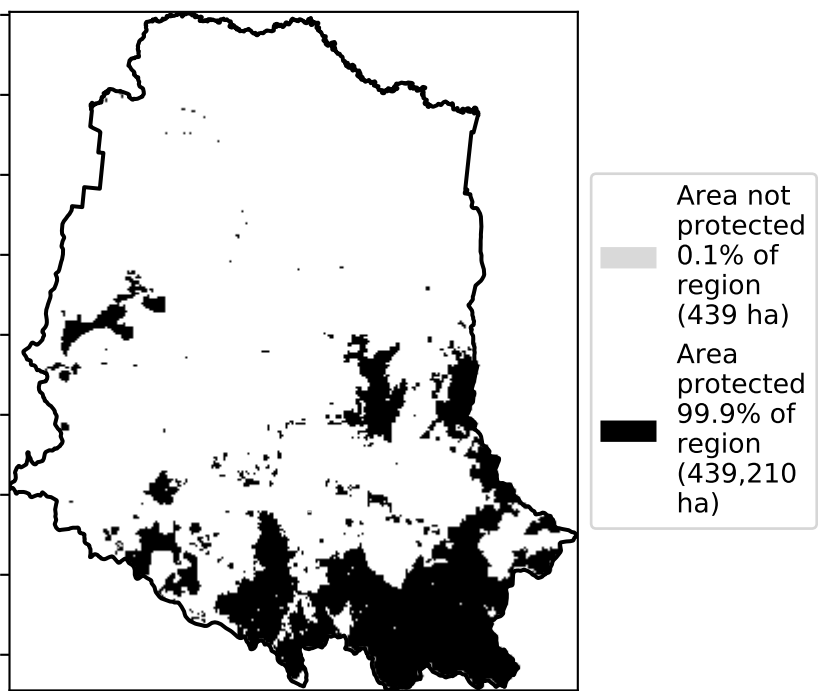 Area not
protected
0.1% of
region
(439 ha)
Area
protected
99.9% of
region
(439,210
ha)